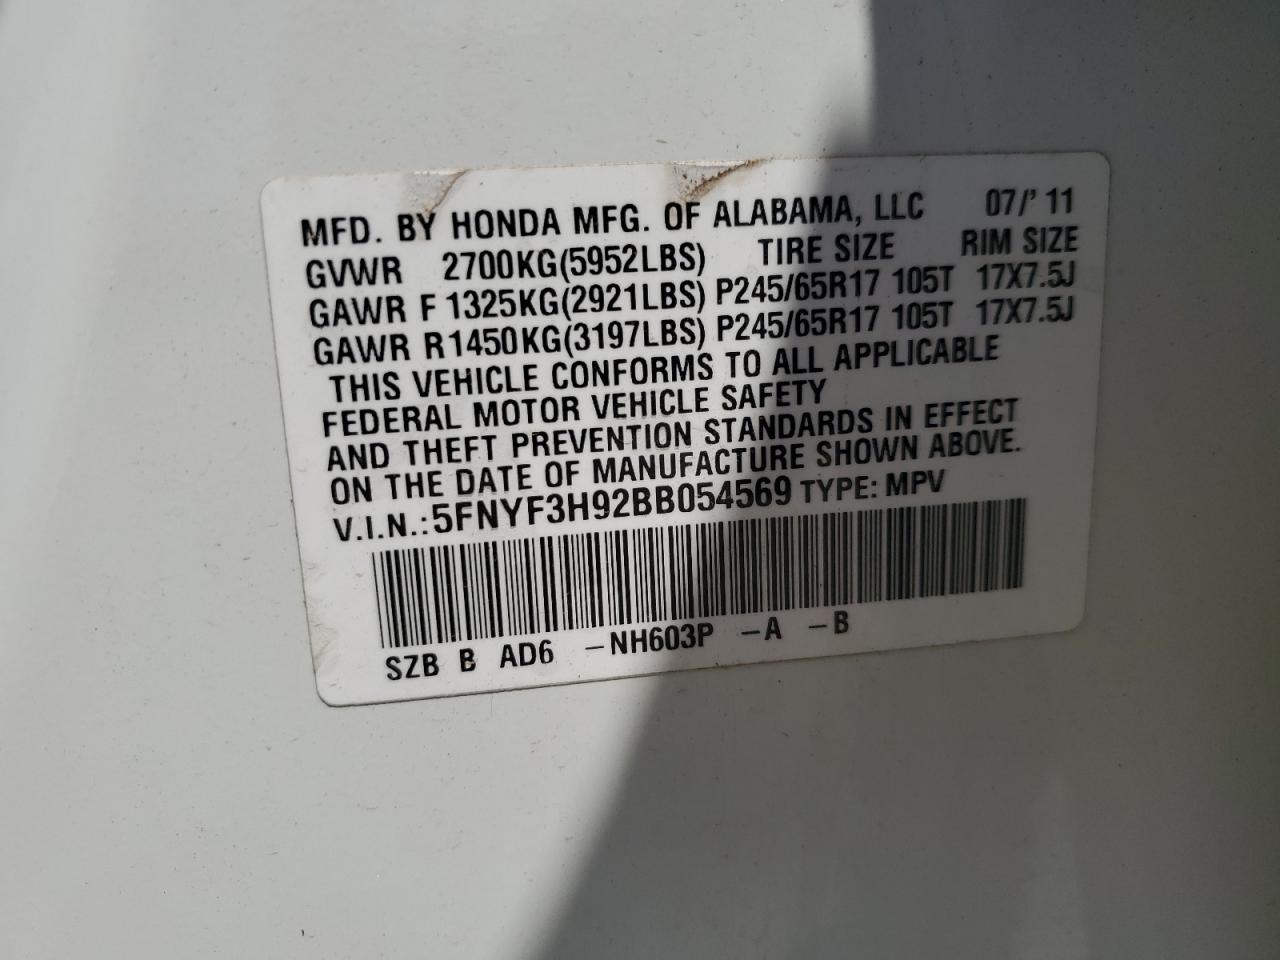 MFD. BY HONDA MFG. OF ALABAMA, LLC 07/'11
GVWR 2700KG(5952LBS) TIRE SIZE RIM SIZE
GAWR F 1325KG(2921LBS) P245/65R17 105T 17X7.5J
GAWR R1450KG(3197LBS) P245/65R17 105T 17X7.5J
THIS VEHICLE CONFORMS TO ALL APPLICABLE
FEDERAL MOTOR VEHICLE SAFETY
AND THEFT PREVENTION STANDARDS IN EFFECT
ON THE DATE OF MANUFACTURE SHOWN ABOVE.
V.I.N.:5FNYF3H92BB054569 TYPE: MPV
SZB B AD6 –NH603P –A –B